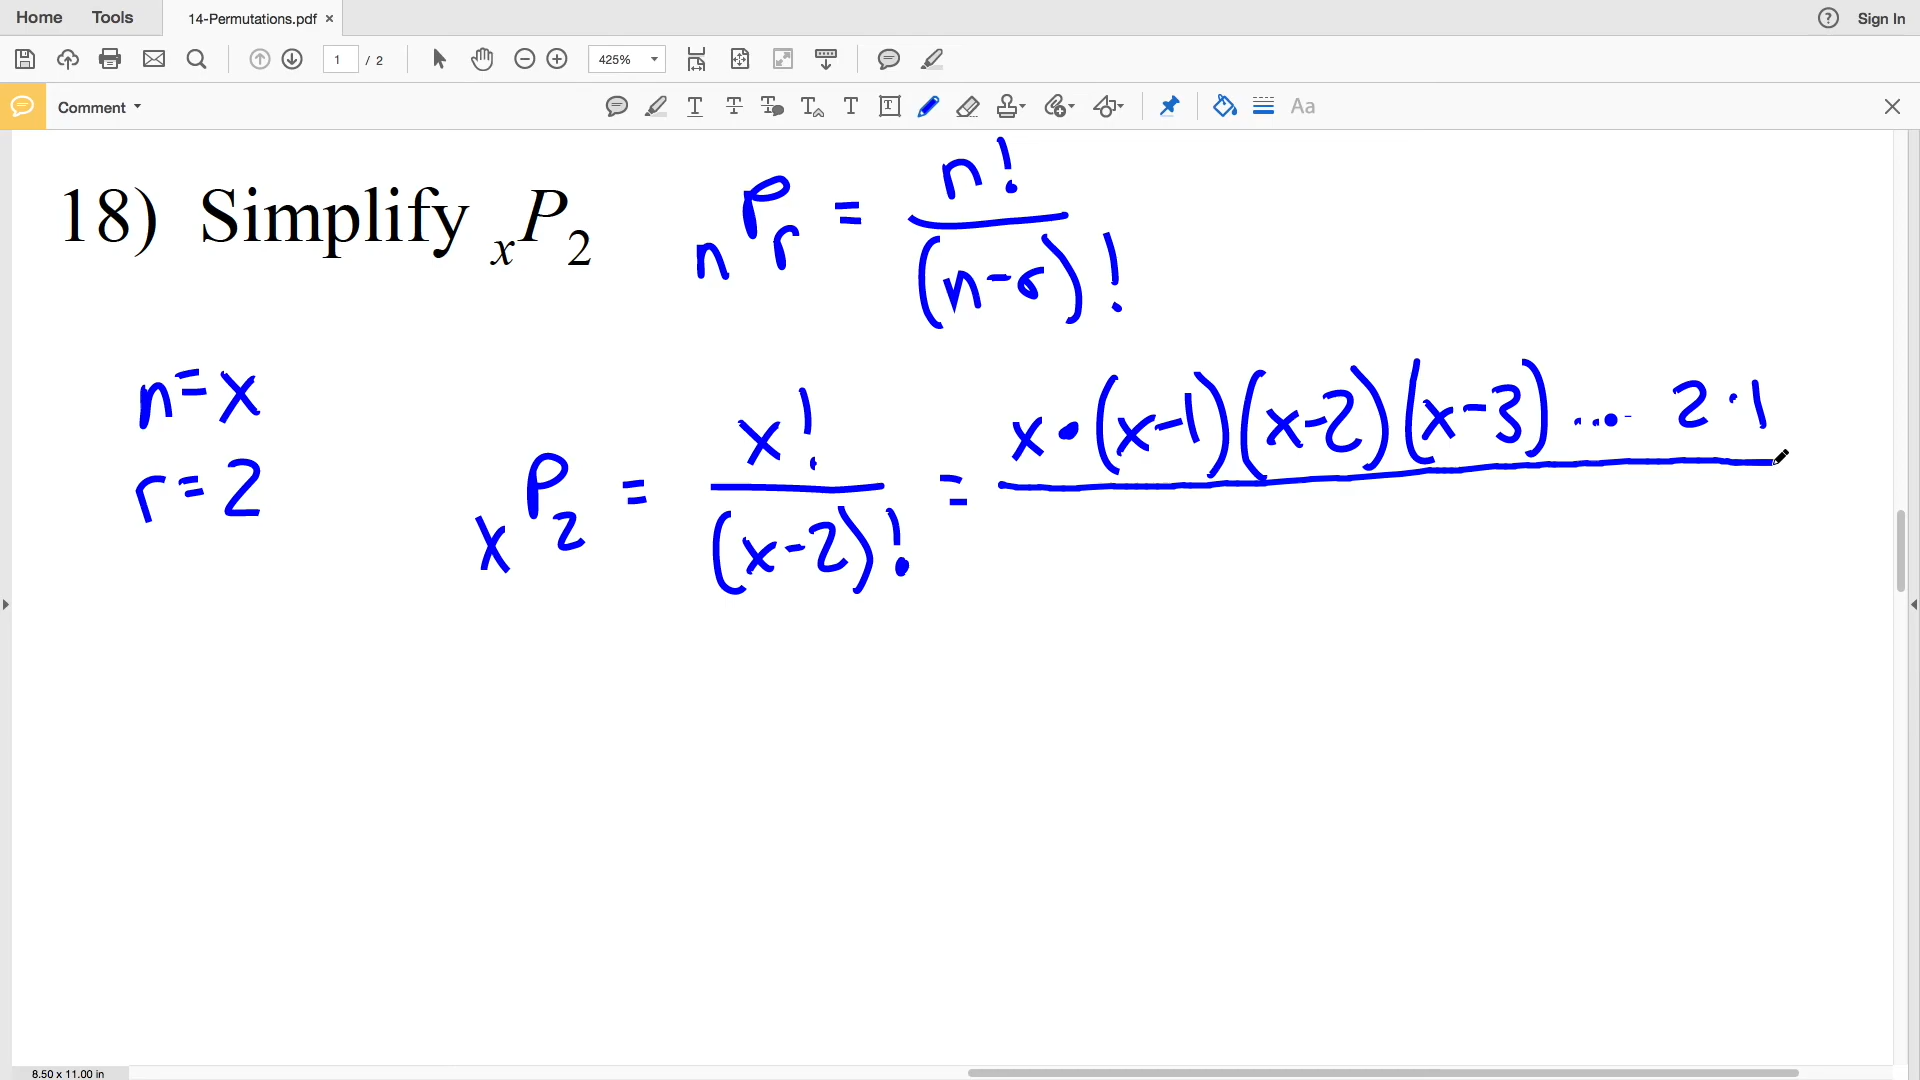 Home Tools 14-Permutations.pdf × ? Sign In
1 / 2 425%
Comment T T T T T T Aa
18) Simplify ₓP₂ nPr = n! / (n-r)!
n = x
r = 2
xP2 = x! / (x-2)! = x·(x-1)(x-2)(x-3) ... 2·1
8.50 x 11.00 in